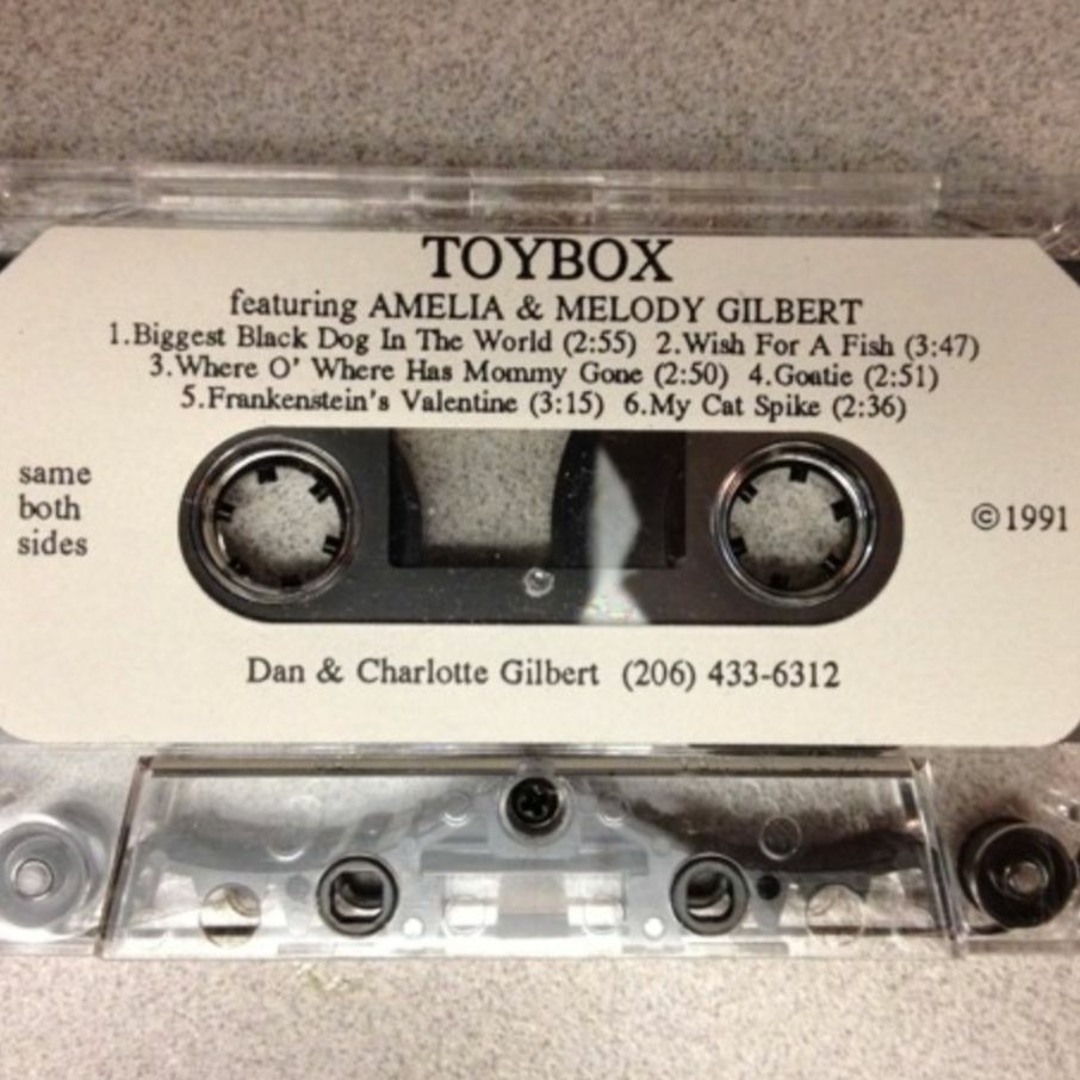 TOYBOX
featuring AMELIA & MELODY GILBERT
1.Biggest Black Dog In The World (2:55) 2.Wish For A Fish (3:47)
3.Where O' Where Has Mommy Gone (2:50) 4.Goatie (2:51)
5.Frankenstein's Valentine (3:15) 6.My Cat Spike (2:36)
same
both
sides
©1991
Dan & Charlotte Gilbert (206) 433-6312